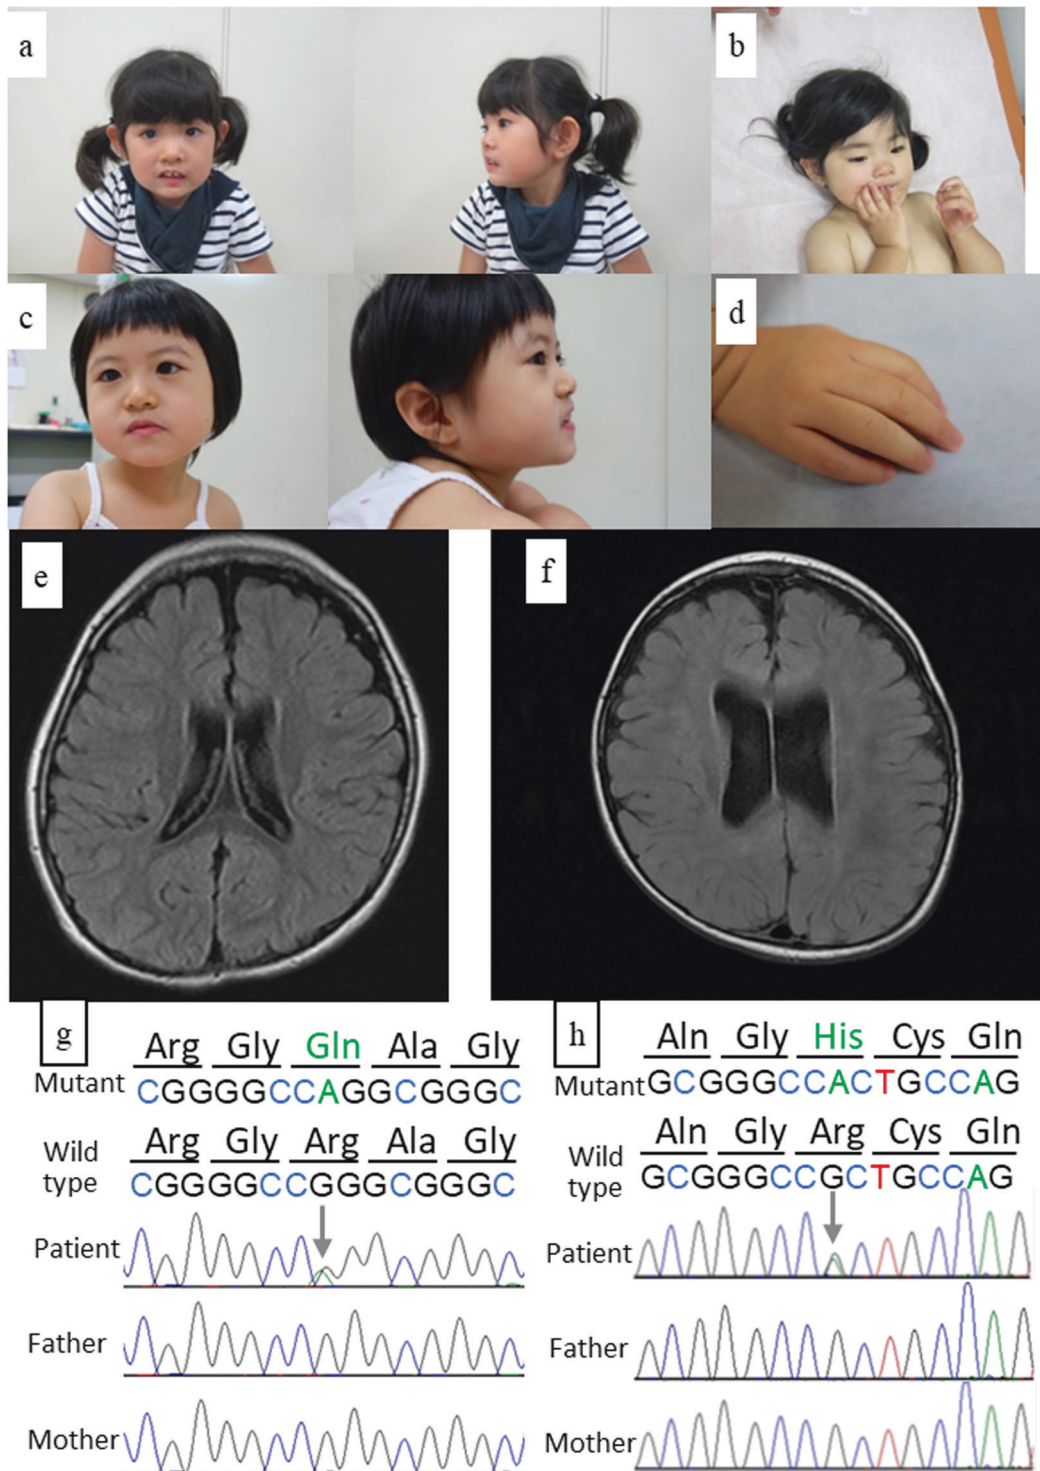 a
b
c
d
e
f
g
Arg Gly Gln Ala Gly
Mutant CGGGGCCAGGCGGGC
Arg Gly Arg Ala Gly
Wild type CGGGGCCGGGCGGGC
Patient
Father
Mother
h
Aln Gly His Cys Gln
Mutant GCGGGCCACTGCCAG
Aln Gly Arg Cys Gln
Wild type GCGGGCCGCTGCCAG
Patient
Father
Mother